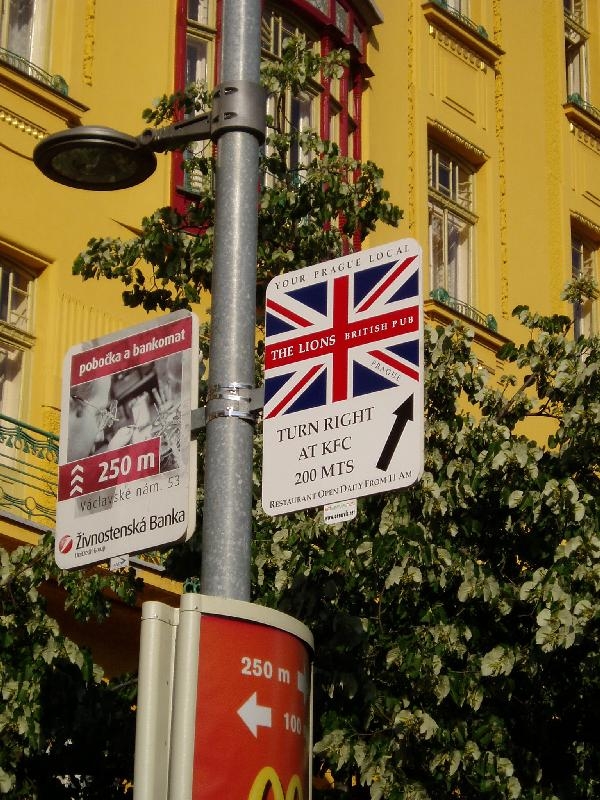 YOUR PRAGUE LOCAL
THE LIONS BRITISH PUB
PRAGUE
TURN RIGHT
AT KFC
200 MTS
RESTAURANT OPEN DAILY FROM 11 AM
pobočka a bankomat
250 m
Václavské nám. 53
Živnostenská Banka
250 m
100